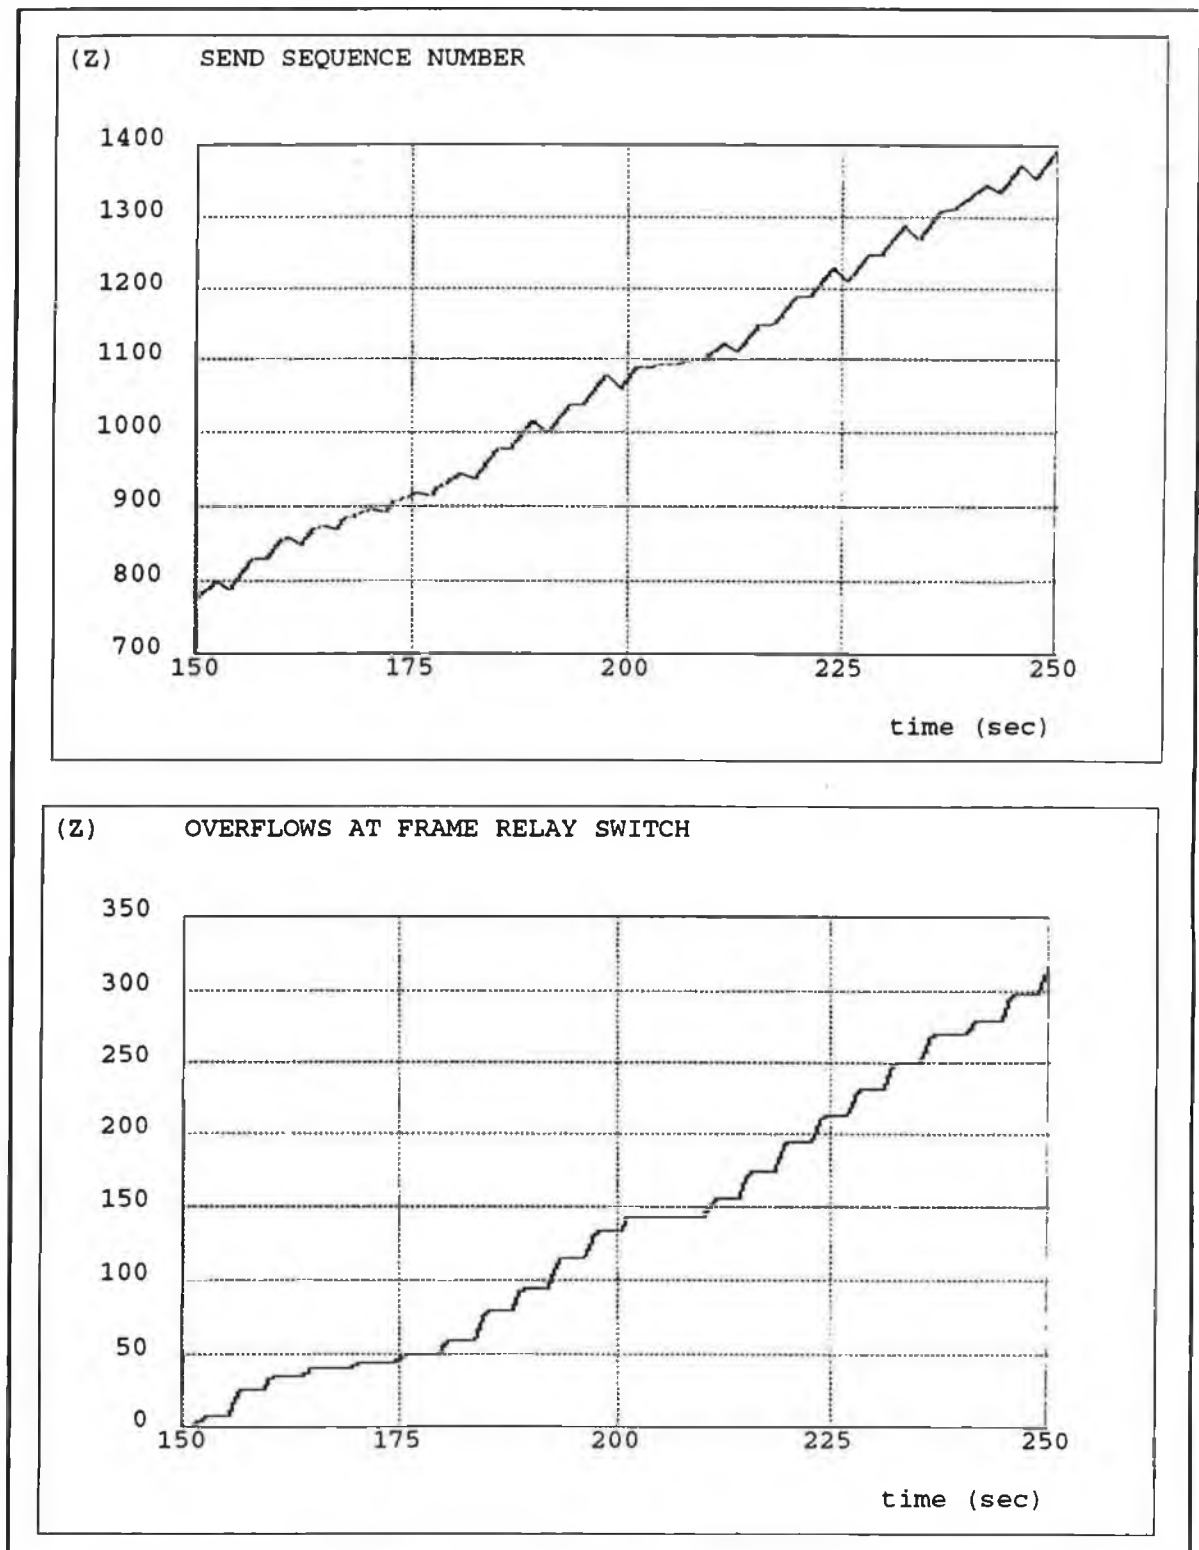 (Z) SEND SEQUENCE NUMBER
1400
1300
1200
1100
1000
900
800
700
150 175 200 225 250
time (sec)
(Z) OVERFLOWS AT FRAME RELAY SWITCH
350
300
250
200
150
100
50
0
150 175 200 225 250
time (sec)